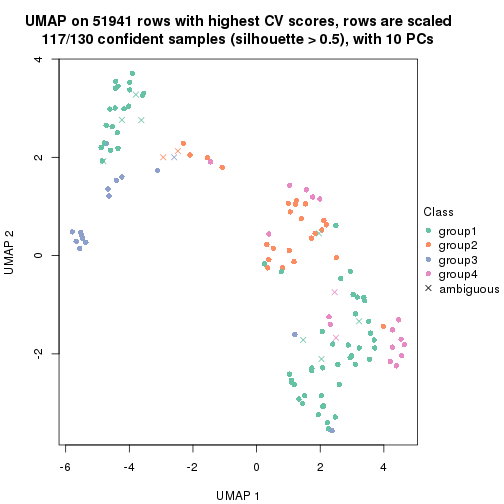 UMAP on 51941 rows with highest CV scores, rows are scaled
117/130 confident samples (silhouette > 0.5), with 10 PCs
4
2
0
-2
UMAP 2
-6
-4
-2
0
2
4
UMAP 1
Class
group1
group2
group3
group4
ambiguous